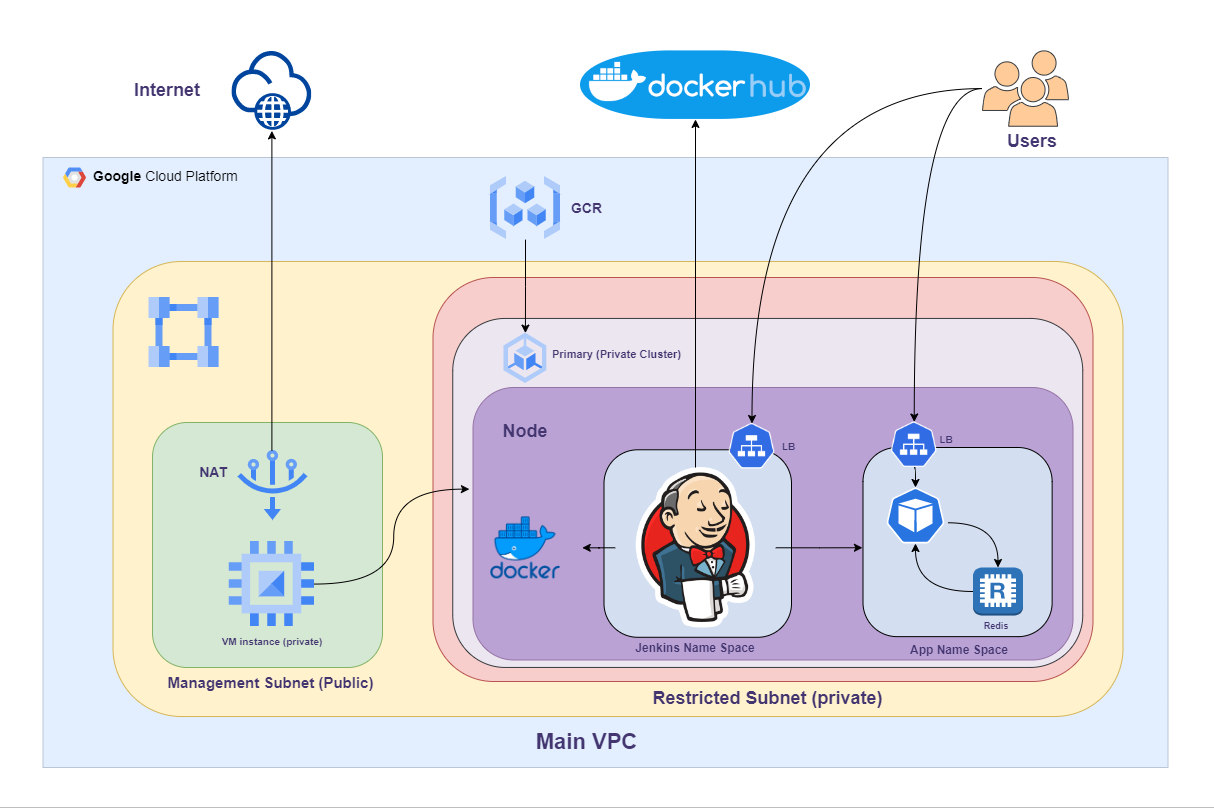 Internet
docker hub
Users
Google Cloud Platform
GCR
Primary (Private Cluster)
Node
LB
LB
NAT
docker
R
Redis
VM instance (private)
Jenkins Name Space
App Name Space
Management Subnet (Public)
Restricted Subnet (private)
Main VPC